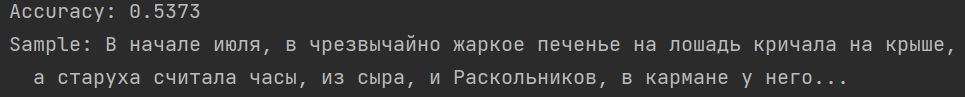 Accuracy: 0.5373
Sample: В начале июля, в чрезвычайно жаркое печенье на лошадь кричала на крыше,
а старуха считала часы, из сыра, и Раскольников, в кармане у него...